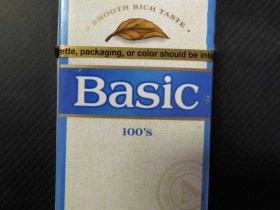 SMOOTH RICH TASTE
ette, packaging, or color should be inte
Basic
100's